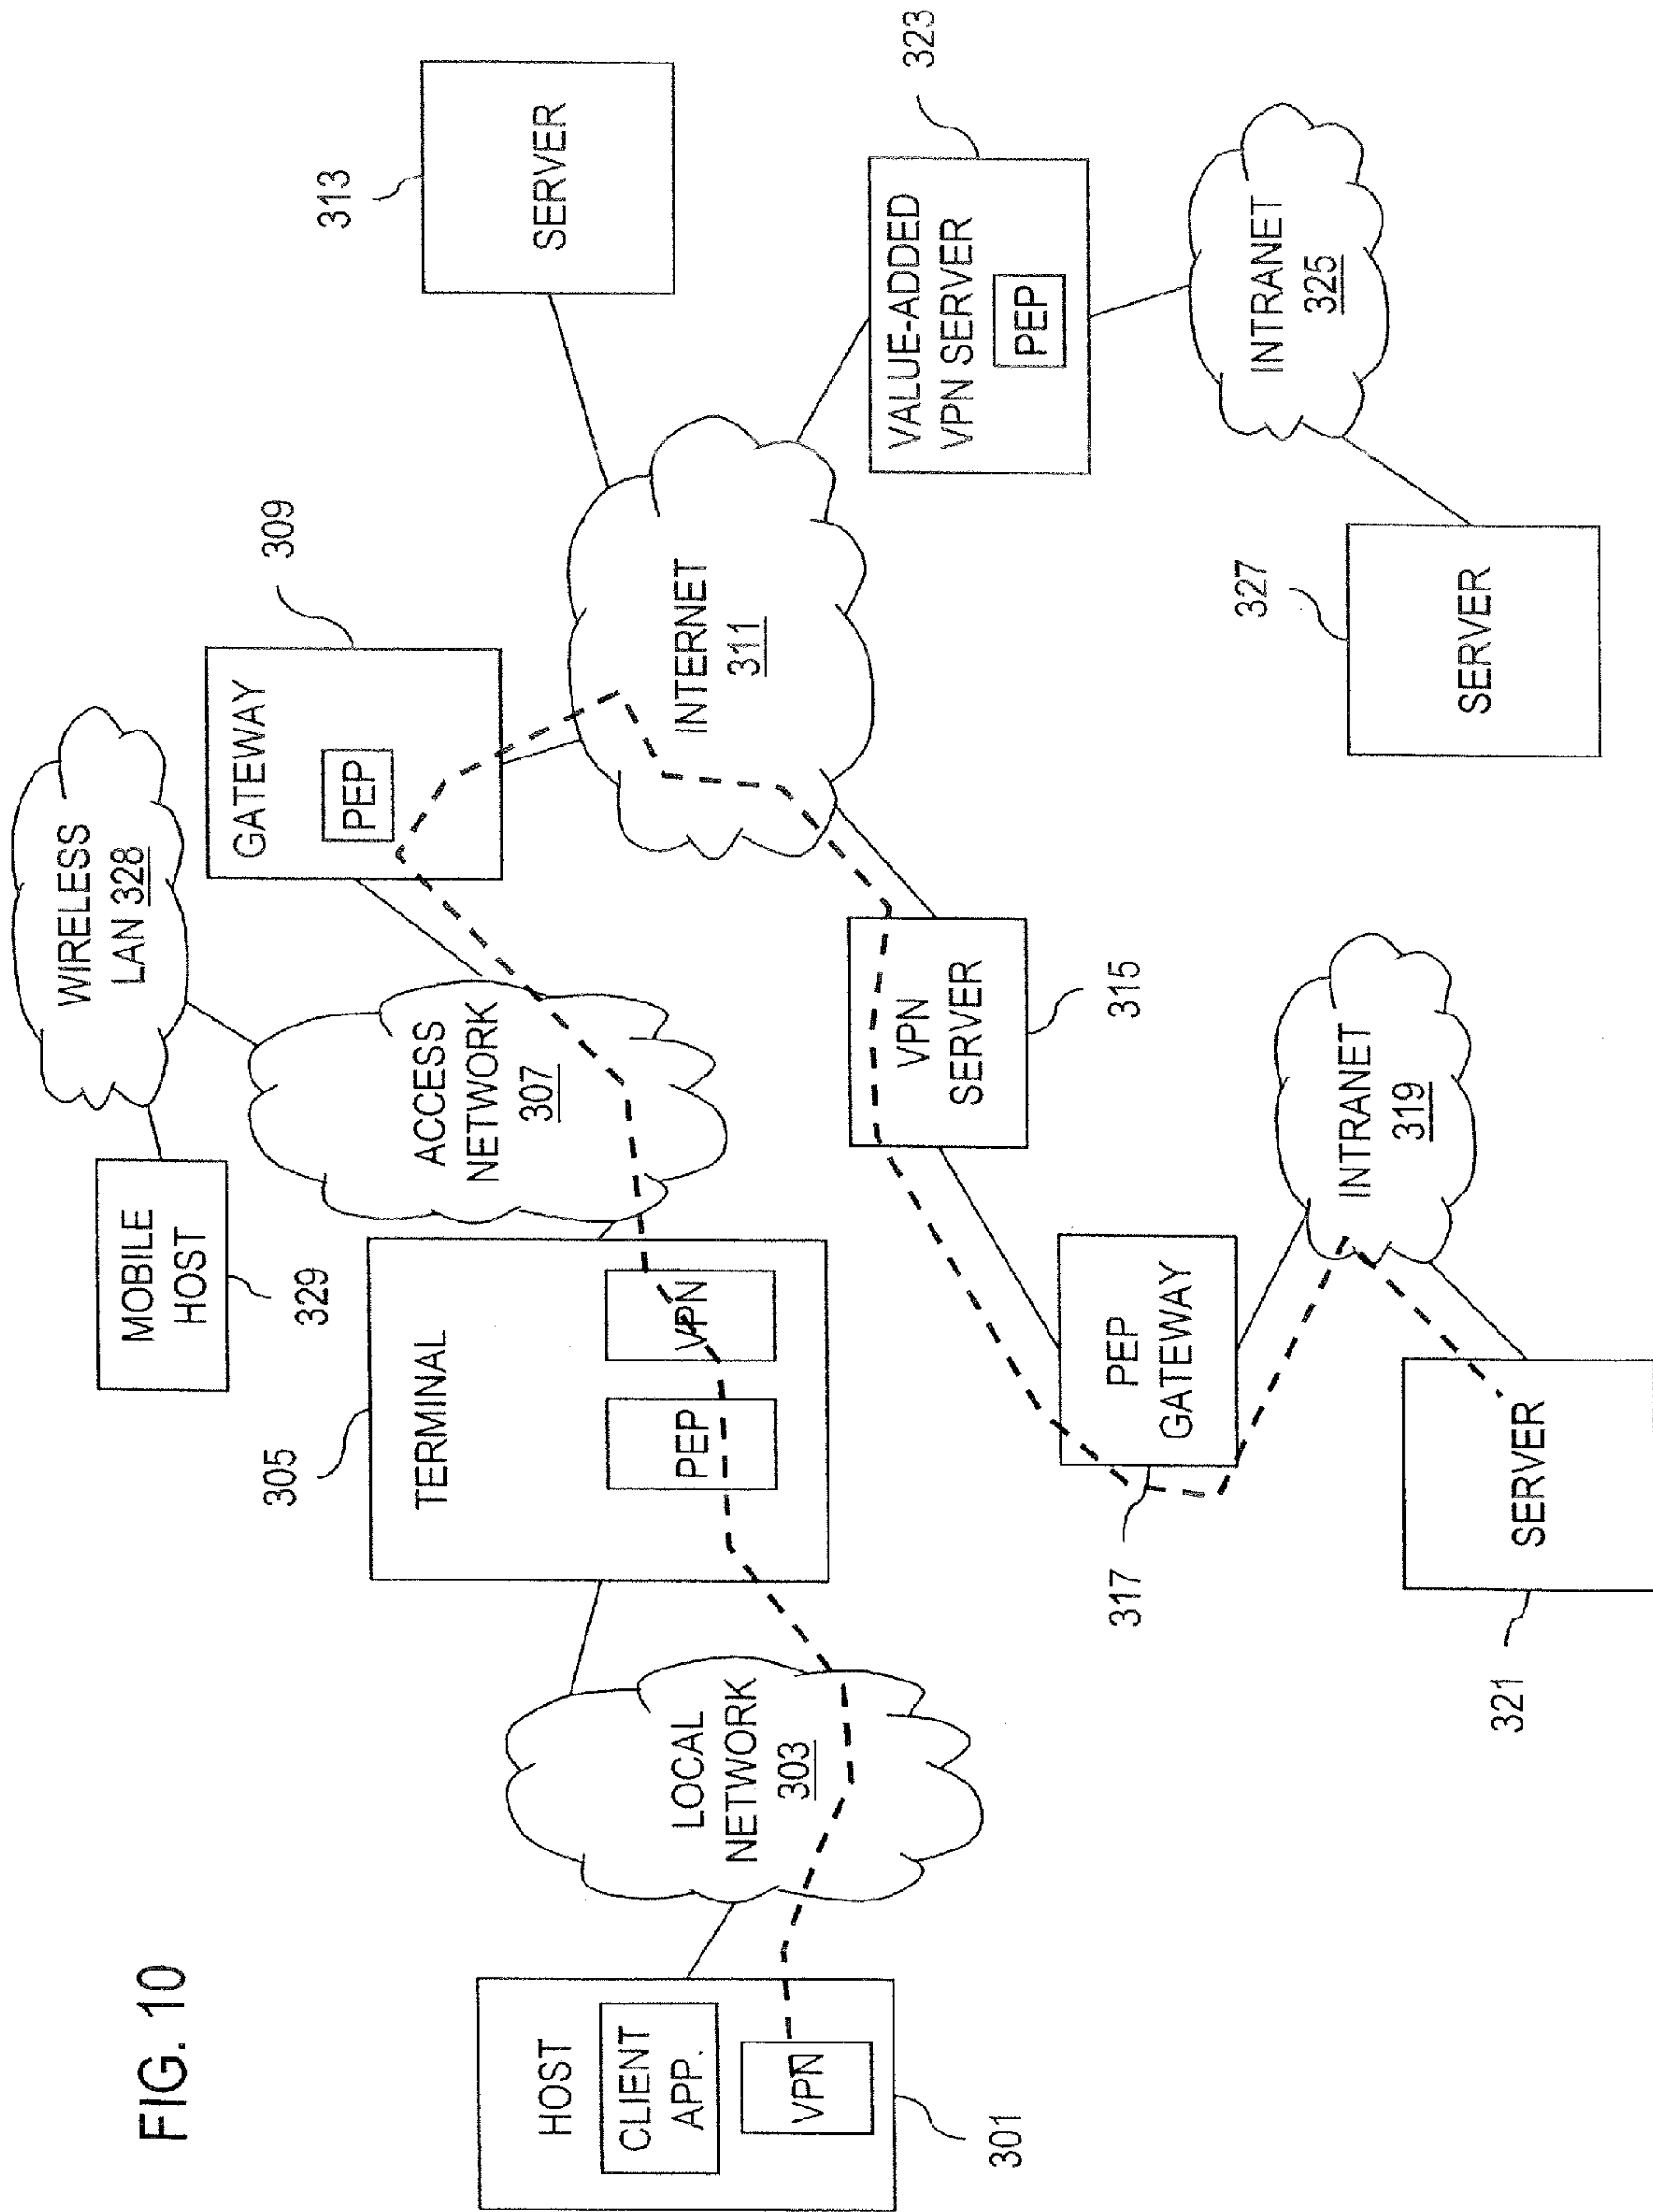 FIG. 10
HOST
CLIENT
APP.
VPN
301
LOCAL
NETWORK
303
TERMINAL
PEP
VPN
305
MOBILE
HOST
329
WIRELESS
LAN 328
ACCESS
NETWORK
307
GATEWAY
PEP
309
INTERNET
311
SERVER
313
VALUE-ADDED
VPN SERVER
PEP
323
INTRANET
325
SERVER
327
VPN
SERVER
315
PEP
GATEWAY
317
INTRANET
319
SERVER
321